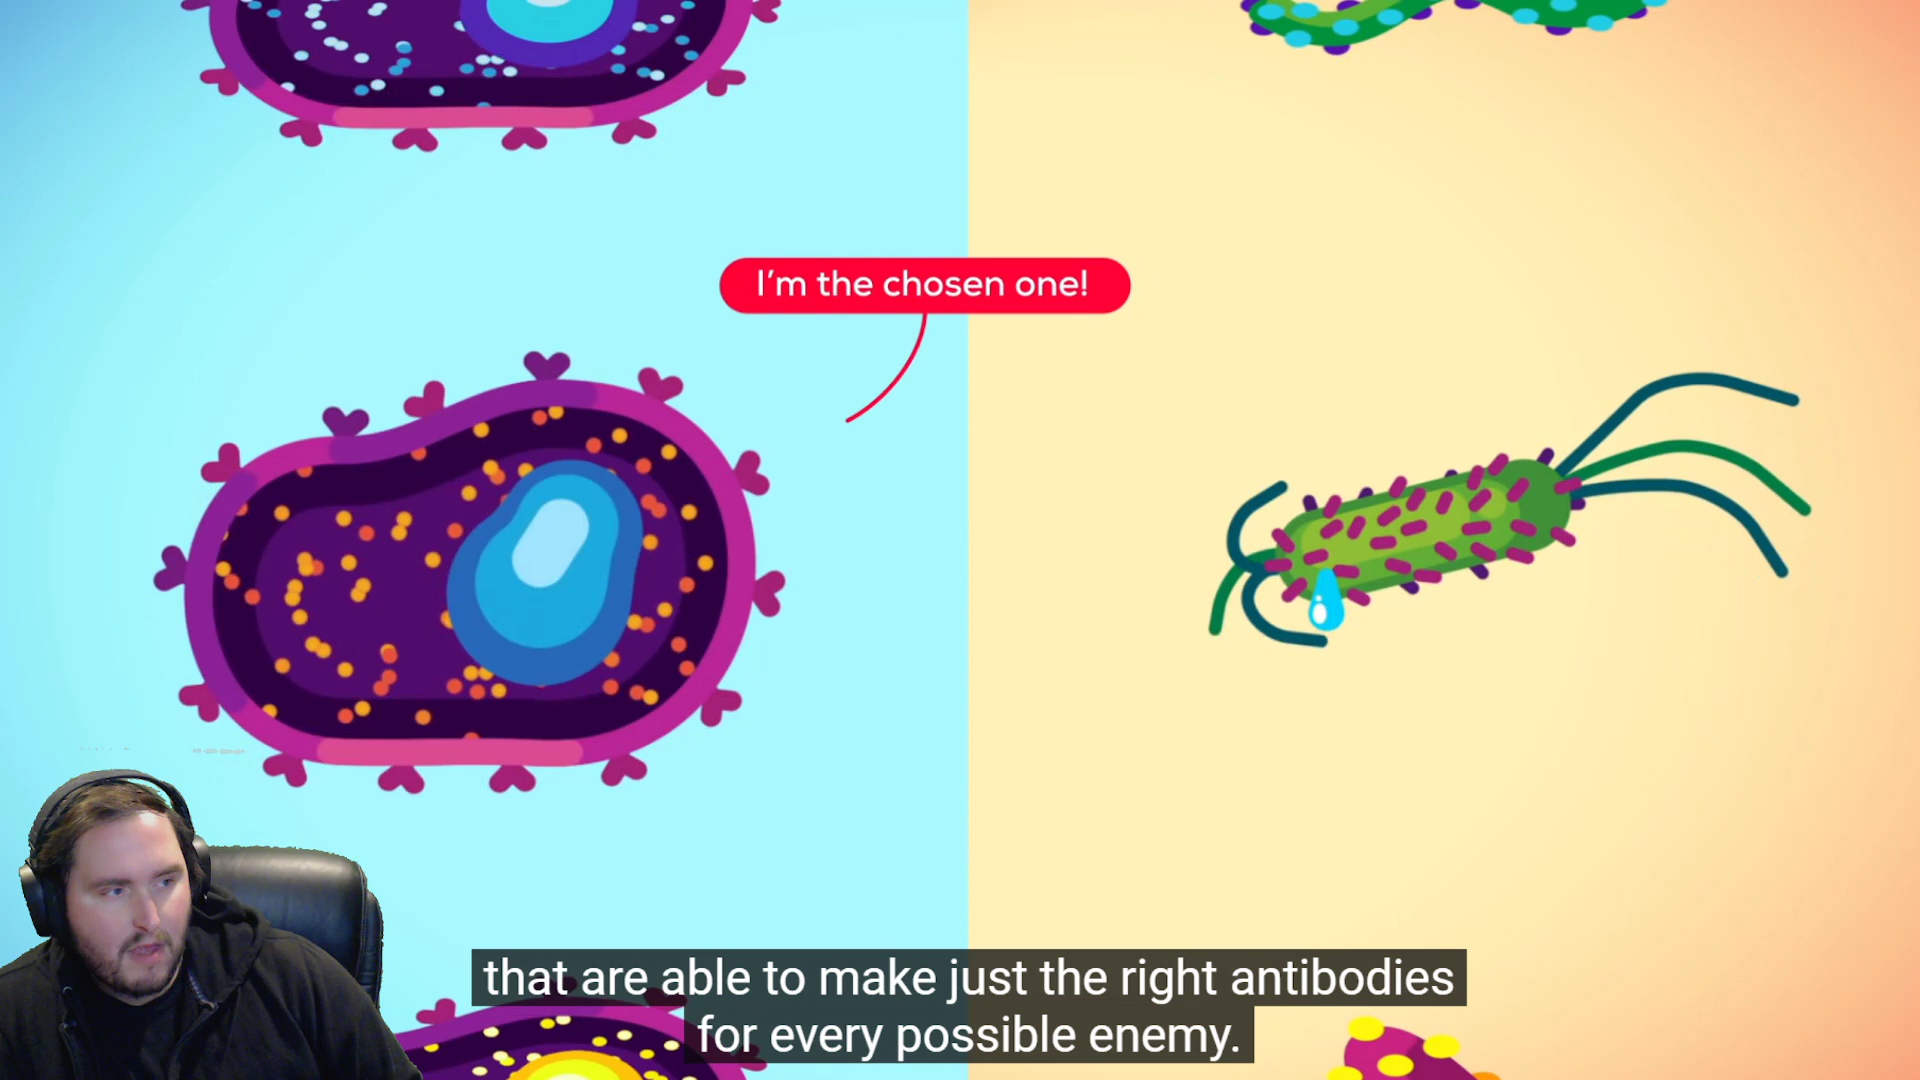 I'm the chosen one!
that are able to make just the right antibodies
for every possible enemy.